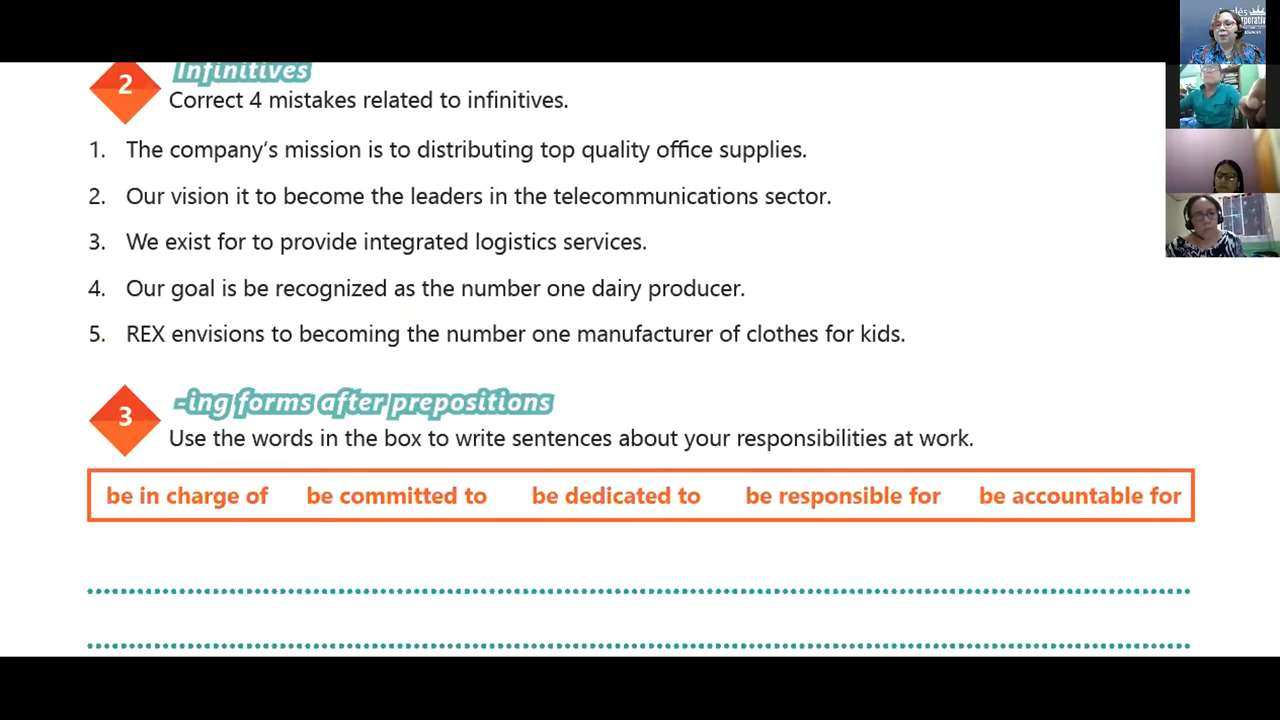 2
Infinitives
Correct 4 mistakes related to infinitives.
1. The company's mission is to distributing top quality office supplies.
2. Our vision it to become the leaders in the telecommunications sector.
3. We exist for to provide integrated logistics services.
4. Our goal is be recognized as the number one dairy producer.
5. REX envisions to becoming the number one manufacturer of clothes for kids.
3
-ing forms after prepositions
Use the words in the box to write sentences about your responsibilities at work.
be in charge of be committed to be dedicated to be responsible for be accountable for